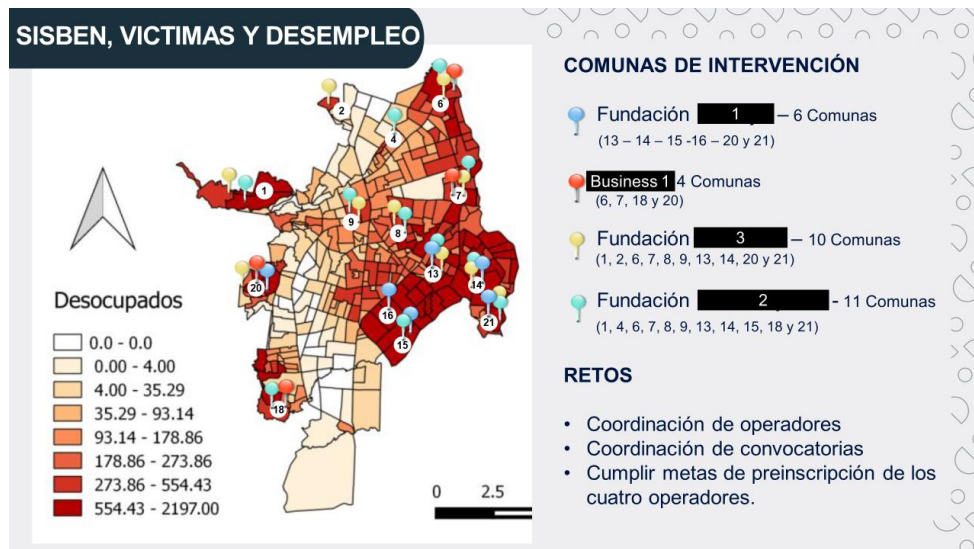 SISBEN, VICTIMAS Y DESEMPLEO
6
2
4
1
7
9
8
13
14
20
16
21
15
18
Desocupados
0.0 - 0.0
0.00 - 4.00
4.00 - 35.29
35.29 - 93.14
93.14 - 178.86
178.86 - 273.86
273.86 - 554.43
554.43 - 2197.00
0 2.5
COMUNAS DE INTERVENCIÓN
Fundación 1 – 6 Comunas
(13 – 14 – 15 -16 – 20 y 21)
Business 1 4 Comunas
(6, 7, 18 y 20)
Fundación 3 – 10 Comunas
(1, 2, 6, 7, 8, 9, 13, 14, 20 y 21)
Fundación 2 - 11 Comunas
(1, 4, 6, 7, 8, 9, 13, 14, 15, 18 y 21)
RETOS
• Coordinación de operadores
• Coordinación de convocatorias
• Cumplir metas de preinscripción de los
cuatro operadores.